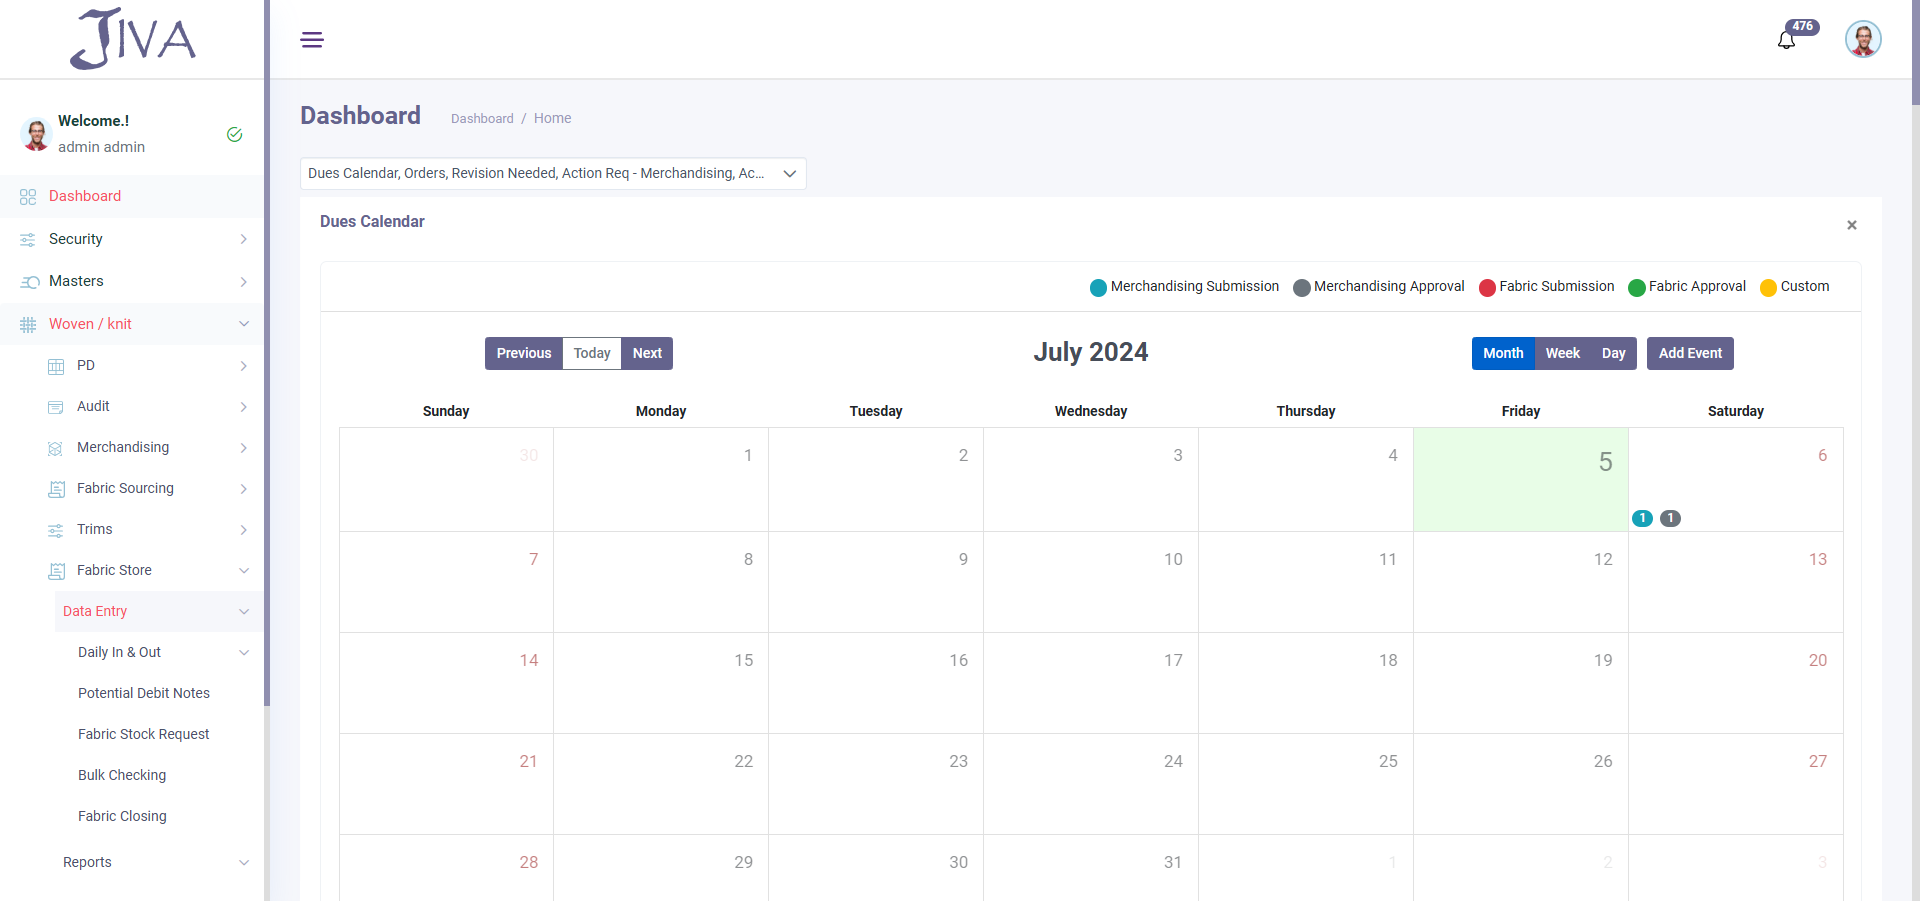 JIVA
476
Welcome.!
admin admin
Dashboard
Security
Masters
Woven / knit
PD
Audit
Merchandising
Fabric Sourcing
Trims
Fabric Store
Data Entry
Daily In & Out
Potential Debit Notes
Fabric Stock Request
Bulk Checking
Fabric Closing
Reports
Dashboard
Dashboard / Home
Dues Calendar, Orders, Revision Needed, Action Req - Merchandising, Ac...
Dues Calendar
×
Merchandising Submission Merchandising Approval Fabric Submission Fabric Approval Custom
Previous Today Next
July 2024
Month Week Day Add Event
Sunday Monday Tuesday Wednesday Thursday Friday Saturday
30 1 2 3 4 5 6
1 1
7 8 9 10 11 12 13
14 15 16 17 18 19 20
21 22 23 24 25 26 27
28 29 30 31 1 2 3